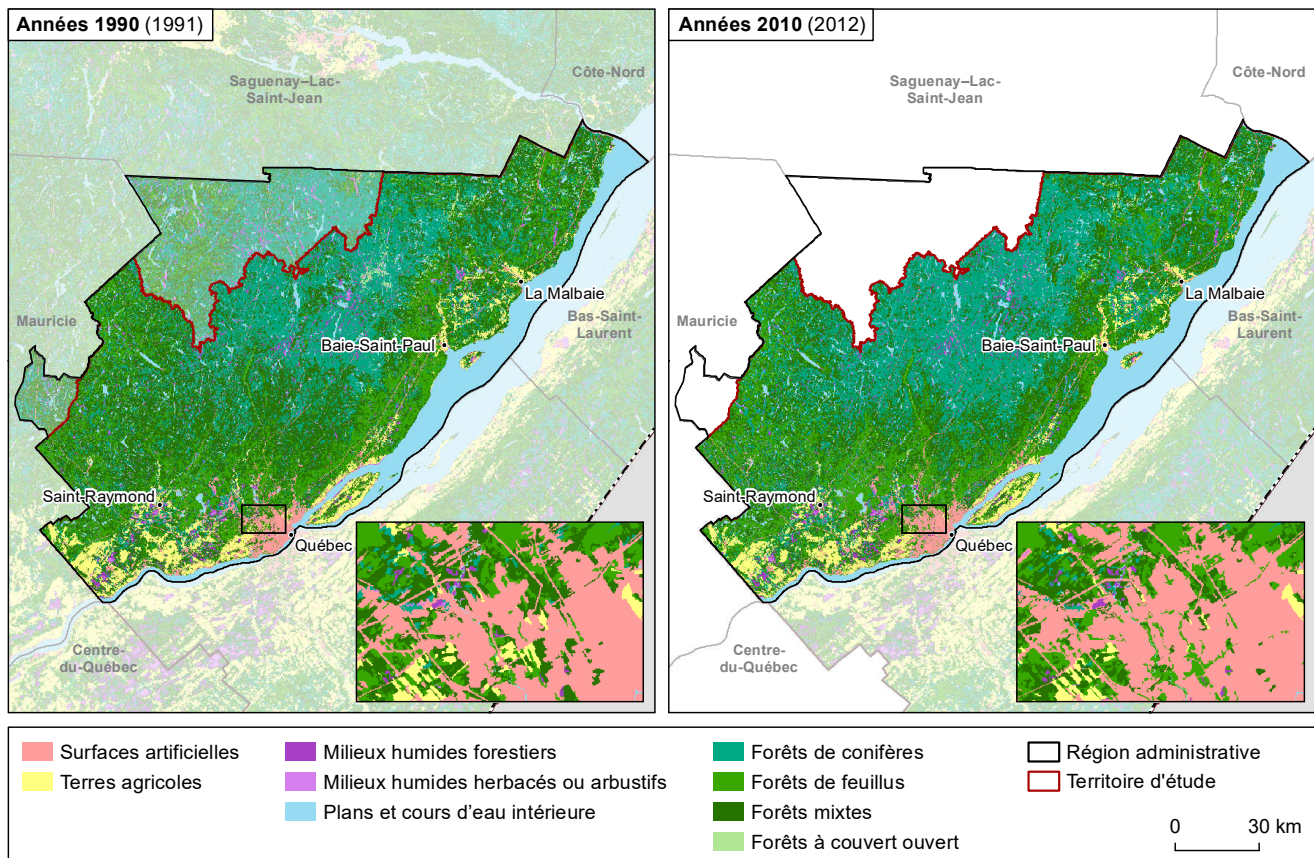 Années 1990 (1991)
Saguenay–Lac-
Saint-Jean
Côte-Nord
La Malbaie
Mauricie
Bas-Saint-
Laurent
Baie-Saint-Paul
Saint-Raymond
Québec
Centre-
du-Québec
Années 2010 (2012)
Saguenay–Lac-
Saint-Jean
Côte-Nord
La Malbaie
Mauricie
Bas-Saint-
Laurent
Baie-Saint-Paul
Saint-Raymond
Québec
Centre-
du-Québec
Surfaces artificielles
Terres agricoles
Milieux humides forestiers
Milieux humides herbacés ou arbustifs
Plans et cours d’eau intérieure
Forêts de conifères
Forêts de feuillus
Forêts mixtes
Forêts à couvert ouvert
Région administrative
Territoire d'étude
0 30 km